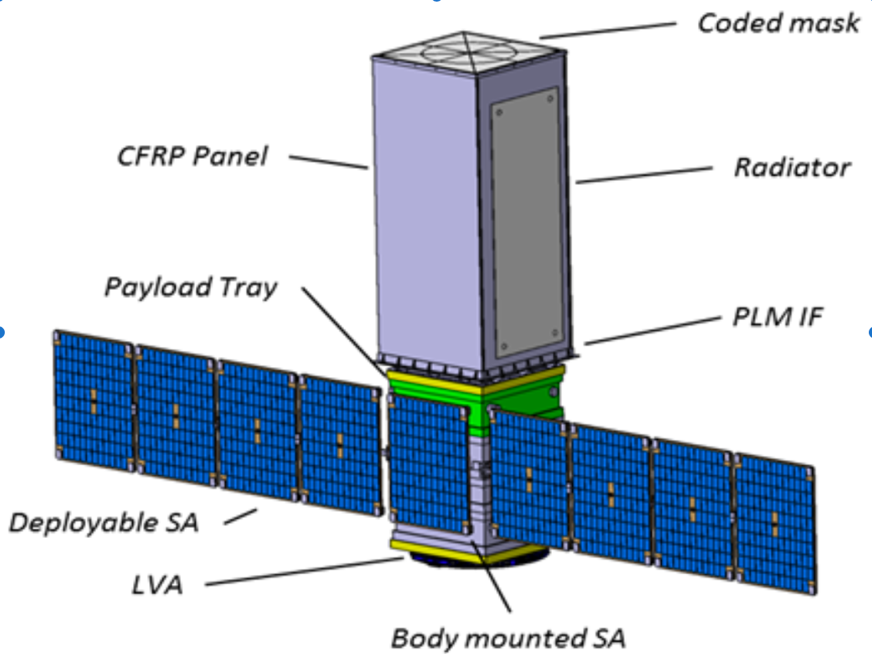 Coded mask
CFRP Panel
Radiator
Payload Tray
PLM IF
Deployable SA
LVA
Body mounted SA